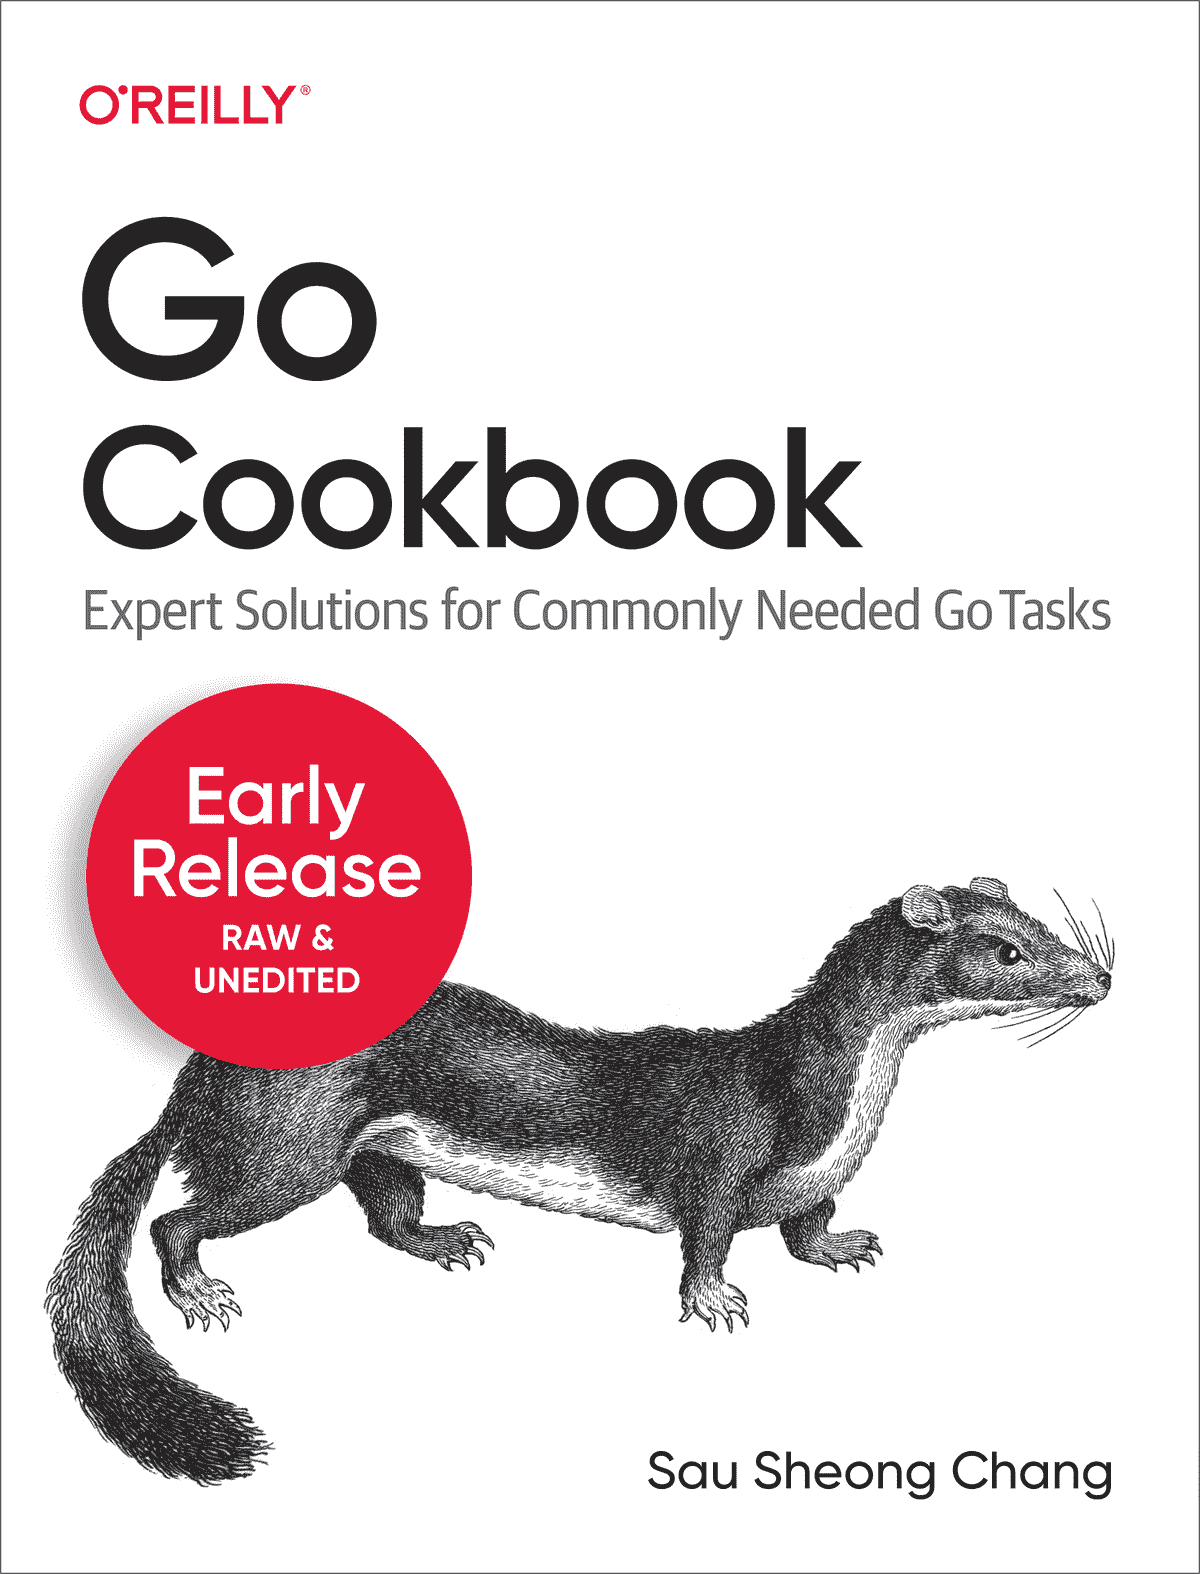 O'REILLY®
Go
Cookbook
Expert Solutions for Commonly Needed Go Tasks
Early
Release
RAW &
UNEDITED
Sau Sheong Chang